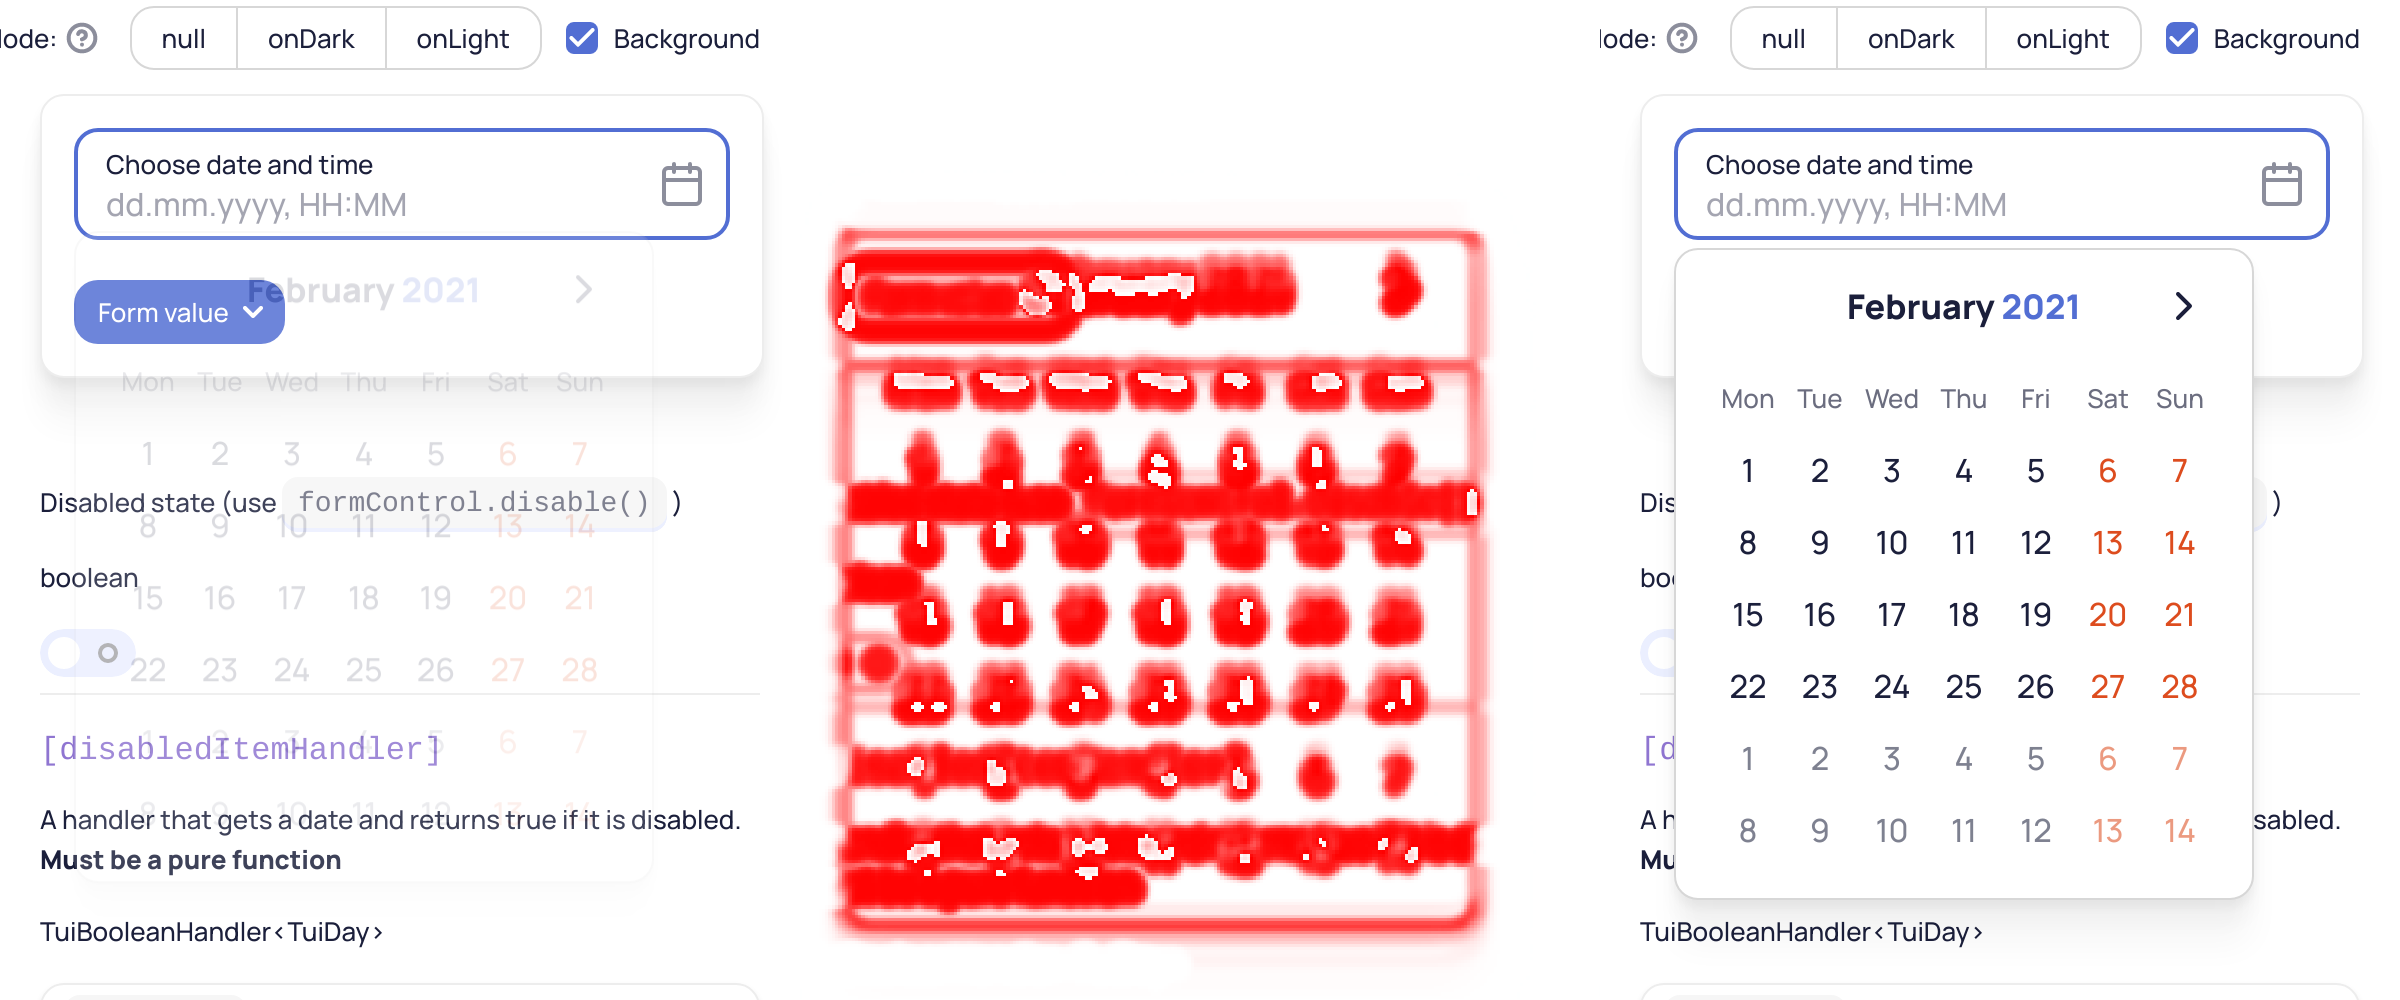 lode:
null
onDark
onLight
Background
Choose date and time
dd.mm.yyyy, HH:MM
February 2021
Form value
Mon Tue Wed Thu Fri Sat Sun
1 2 3 4 5 6 7
Disabled state (use formControl.disable() )
8 9 10 11 12 13 14
boolean
15 16 17 18 19 20 21
22 23 24 25 26 27 28
[disabledItemHandler]
1 2 3 4 5 6 7
8 9 10 11 12 13 14
A handler that gets a date and returns true if it is disabled.
Must be a pure function
TuiBooleanHandler<TuiDay>
lode:
null
onDark
onLight
Background
Choose date and time
dd.mm.yyyy, HH:MM
February 2021
Mon Tue Wed Thu Fri Sat Sun
1 2 3 4 5 6 7
Dis )
8 9 10 11 12 13 14
boo
15 16 17 18 19 20 21
22 23 24 25 26 27 28
[d
1 2 3 4 5 6 7
A h sabled.
8 9 10 11 12 13 14
Mu
TuiBooleanHandler<TuiDay>